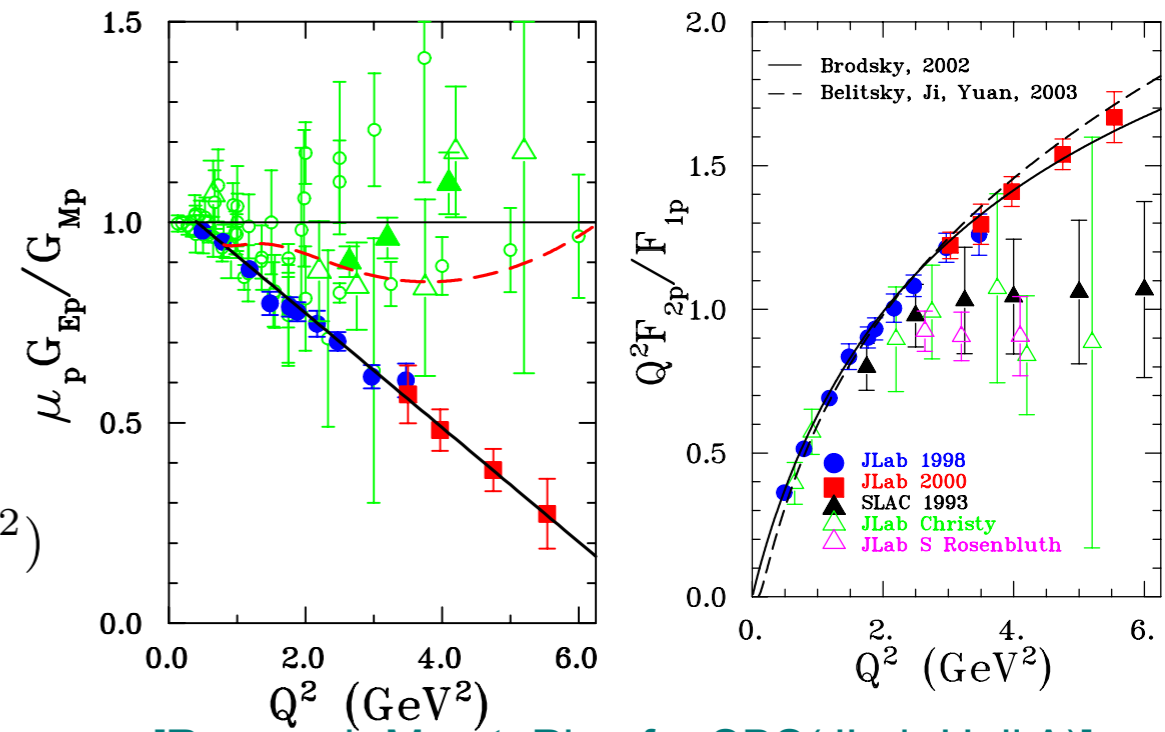 μpGEp/GMp
1.5
1.0
0.5
0.0
0.0 2.0 4.0 6.0
Q² (GeV²)
2)
Q²F2p/F1p
2.0
1.5
1.0
0.5
0.0
0. 2. 4. 6.
Q² (GeV²)
Brodsky, 2002
Belitsky, Ji, Yuan, 2003
JLab 1998
JLab 2000
SLAC 1993
JLab Christy
JLab S Rosenbluth